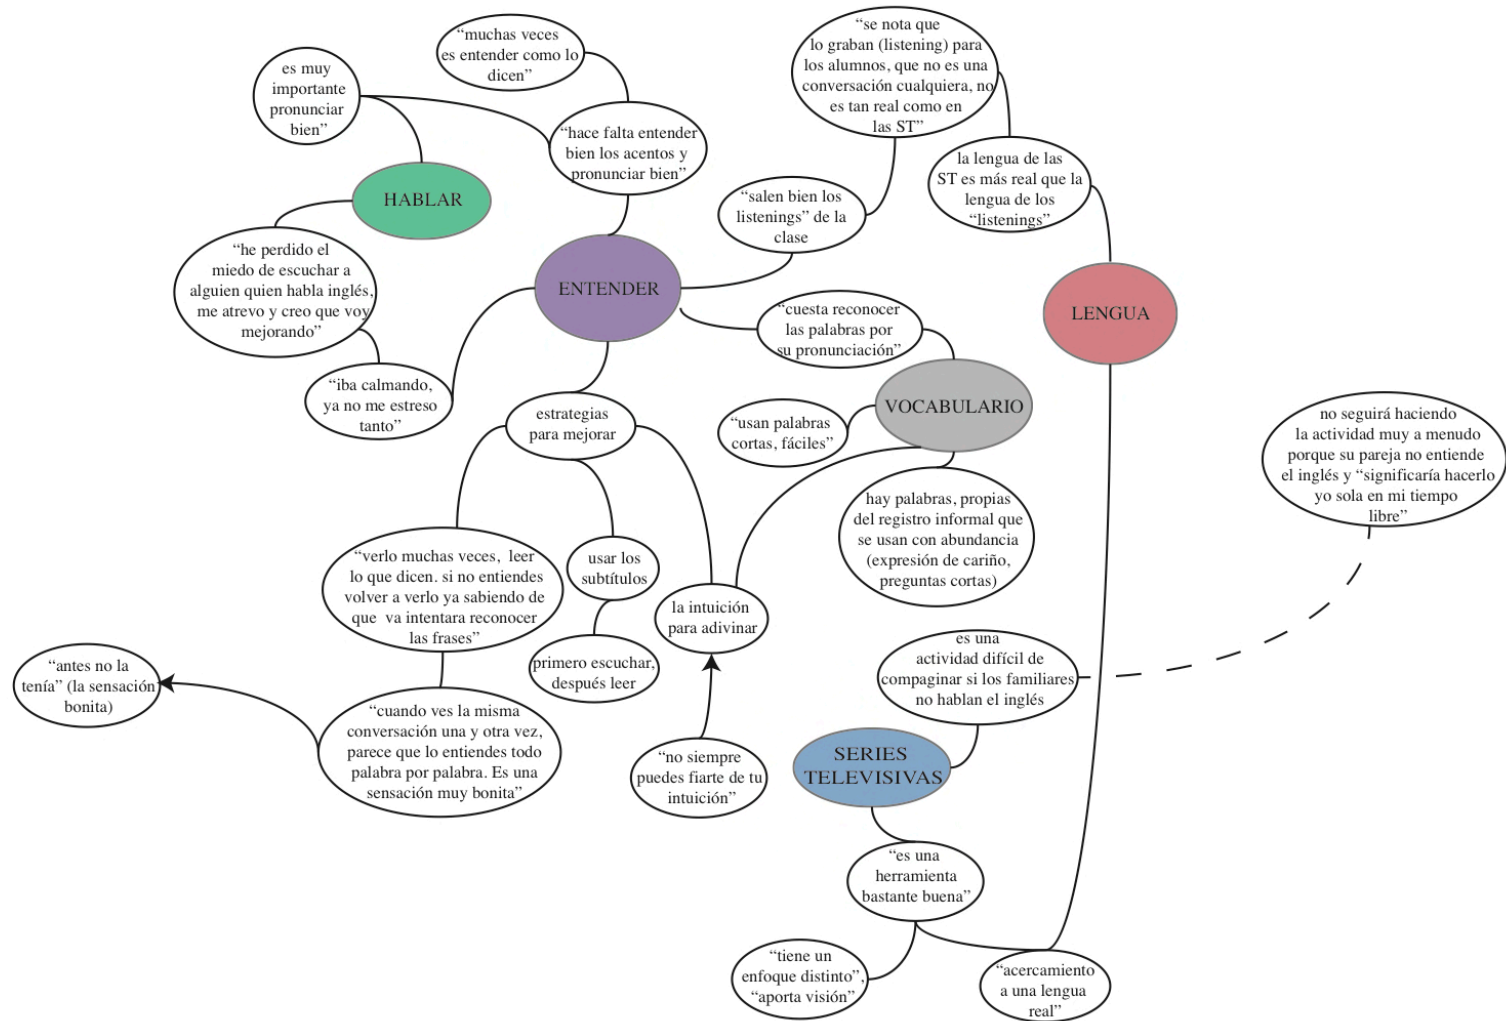 “muchas veces
es entender como lo
dicen”
es muy
importante
pronunciar
bien”
“hace falta entender
bien los acentos y
pronunciar bien”
“se nota que
lo graban (listening) para
los alumnos, que no es una
conversación cualquiera, no
es tan real como en
las ST”
la lengua de las
ST es más real que la
lengua de los
“listenings”
HABLAR
“salen bien los
listenings” de la
clase
“he perdido el
miedo de escuchar a
alguien quien habla inglés,
me atrevo y creo que voy
mejorando”
ENTENDER
LENGUA
“cuesta reconocer
las palabras por
su pronunciación”
“iba calmando,
ya no me estreso
tanto”
estrategias
para mejorar
VOCABULARIO
“usan palabras
cortas, fáciles”
no seguirá haciendo
la actividad muy a menudo
porque su pareja no entiende
el inglés y “significaría hacerlo
yo sola en mi tiempo
libre”
hay palabras, propias
del registro informal que
se usan con abundancia
(expresión de cariño,
preguntas cortas)
“verlo muchas veces, leer
lo que dicen. si no entiendes
volver a verlo ya sabiendo de
que va intentara reconocer
las frases”
usar los
subtítulos
la intuición
para adivinar
primero escuchar,
después leer
“antes no la
tenía” (la sensación
bonita)
es una
actividad difícil de
compaginar si los familiares
no hablan el inglés
“cuando ves la misma
conversación una y otra vez,
parece que lo entiendes todo
palabra por palabra. Es una
sensación muy bonita”
“no siempre
puedes fiarte de tu
intuición”
SERIES
TELEVISIVAS
“es una
herramienta
bastante buena”
“tiene un
enfoque distinto”,
“aporta visión”
“acercamiento
a una lengua
real”